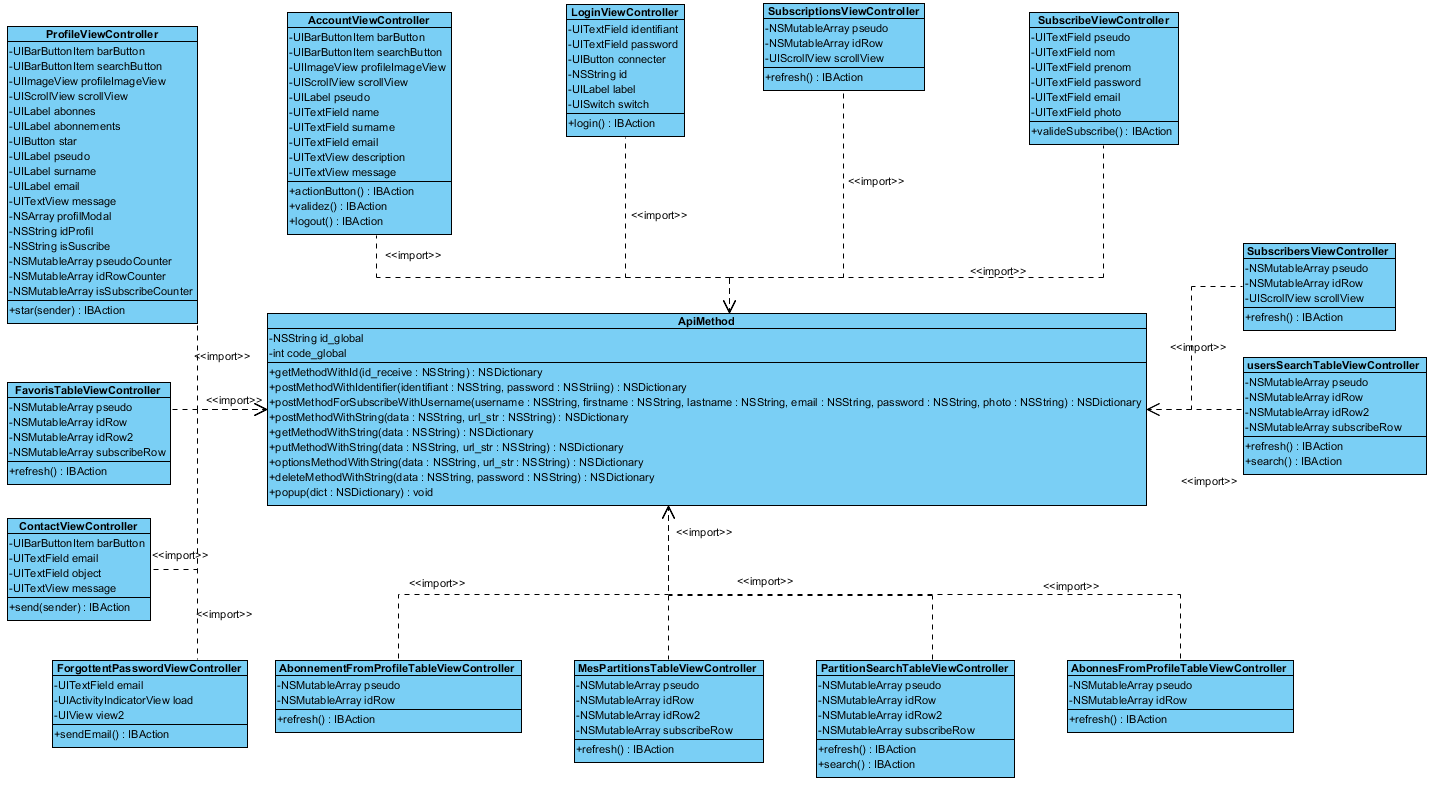 ProfileViewController
-UIBarButtonItem barButton
-UIBarButtonItem searchButton
-UIImageView profileImageView
-UIScrollView scrollView
-UILabel abonnes
-UILabel abonnements
-UIButton star
-UILabel pseudo
-UILabel surname
-UILabel email
-UITextView message
-NSArray profilModal
-NSString idProfil
-NSString isSuscribe
-NSMutableArray pseudoCounter
-NSMutableArray idRowCounter
-NSMutableArray isSubscribeCounter
+star(sender) : IBAction
AccountViewController
-UIBarButtonItem barButton
-UIBarButtonItem searchButton
-UIImageView profileImageView
-UIScrollView scrollView
-UILabel pseudo
-UITextField name
-UITextField surname
-UITextField email
-UITextView description
-UITextView message
+actionButton() : IBAction
+validez() : IBAction
+logout() : IBAction
LoginViewController
-UITextField identifiant
-UITextField password
-UIButton connecter
-NSString id
-UILabel label
-UISwitch switch
+login() : IBAction
SubscriptionsViewController
-NSMutableArray pseudo
-NSMutableArray idRow
-UIScrollView scrollView
+refresh() : IBAction
SubscribeViewController
-UITextField pseudo
-UITextField nom
-UITextField prenom
-UITextField password
-UITextField email
-UITextField photo
+valideSubscribe() : IBAction
<<import>>
<<import>>
<<import>>
<<import>>
SubscribersViewController
-NSMutableArray pseudo
-NSMutableArray idRow
-UIScrollView scrollView
+refresh() : IBAction
<<import>>
usersSearchTableViewController
-NSMutableArray pseudo
-NSMutableArray idRow
-NSMutableArray idRow2
-NSMutableArray subscribeRow
+refresh() : IBAction
+search() : IBAction
<<import>>
ApiMethod
-NSString id_global
-int code_global
+getMethodWithId(id_receive : NSString) : NSDictionary
+postMethodWithIdentifier(identifiant : NSString, password : NSStriing) : NSDictionary
+postMethodForSubscribeWithUsername(username : NSString, firstname : NSString, lastname : NSString, email : NSString, password : NSString, photo : NSString) : NSDictionary
+postMethodWithString(data : NSString, url_str : NSString) : NSDictionary
+getMethodWithString(data : NSString) : NSDictionary
+putMethodWithString(data : NSString, url_str : NSString) : NSDictionary
+optionsMethodWithString(data : NSString, url_str : NSString) : NSDictionary
+deleteMethodWithString(data : NSString, password : NSString) : NSDictionary
+popup(dict : NSDictionary) : void
<<import>>
<<import>>
FavorisTableViewController
-NSMutableArray pseudo
-NSMutableArray idRow
-NSMutableArray idRow2
-NSMutableArray subscribeRow
+refresh() : IBAction
ContactViewController
-UIBarButtonItem barButton
-UITextField email
-UITextField object
-UITextView message
+send(sender) : IBAction
<<import>>
<<import>>
<<import>>
<<import>>
<<import>>
<<import>>
ForgottentPasswordViewController
-UITextField email
-UIActivityIndicatorView load
-UIView view2
+sendEmail() : IBAction
AbonnementFromProfileTableViewController
-NSMutableArray pseudo
-NSMutableArray idRow
+refresh() : IBAction
MesPartitionsTableViewController
-NSMutableArray pseudo
-NSMutableArray idRow
-NSMutableArray idRow2
-NSMutableArray subscribeRow
+refresh() : IBAction
PartitionSearchTableViewController
-NSMutableArray pseudo
-NSMutableArray idRow
-NSMutableArray idRow2
-NSMutableArray subscribeRow
+refresh() : IBAction
+search() : IBAction
AbonnesFromProfileTableViewController
-NSMutableArray pseudo
-NSMutableArray idRow
+refresh() : IBAction